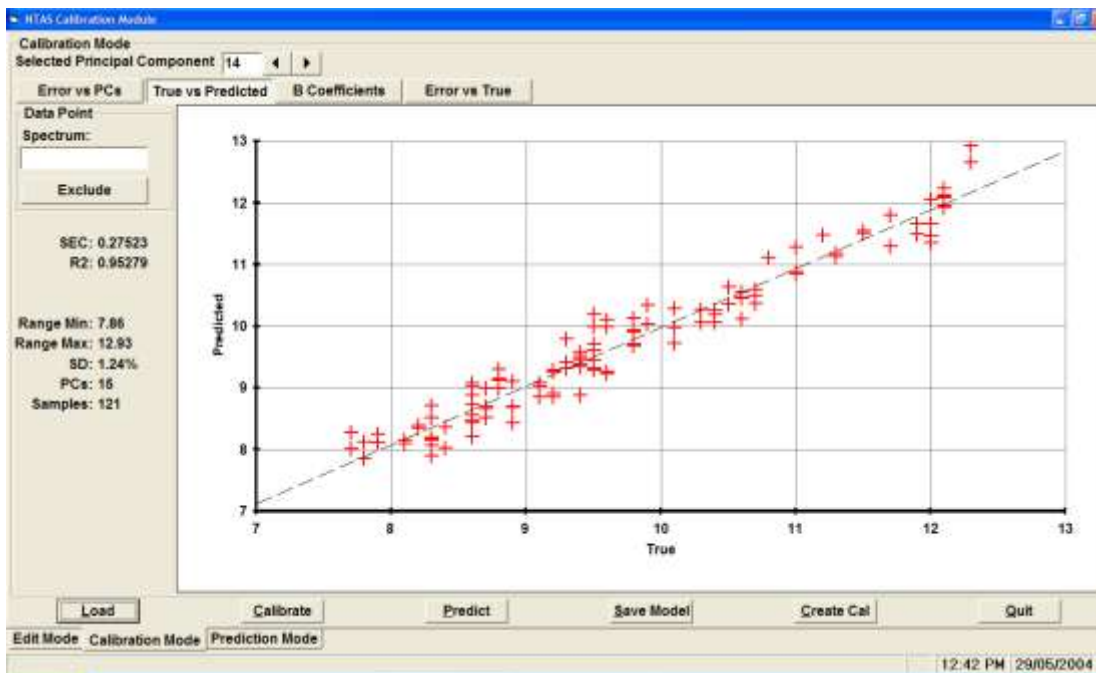 NTAS Calibration Module
Calibration Mode
Selected Principal Component 14
Error vs PCs True vs Predicted B Coefficients Error vs True
Data Point
Spectrum:
Exclude
SEC: 0.27523
R2: 0.95279
Range Min: 7.86
Range Max: 12.93
SD: 1.24%
PCs: 16
Samples: 121
13
12
11
10
9
8
7
Predicted
7 8 9 10 11 12 13
True
Load Calibrate Predict Save Model Create Cal Quit
Edit Mode Calibration Mode Prediction Mode
12:42 PM 29/05/2004